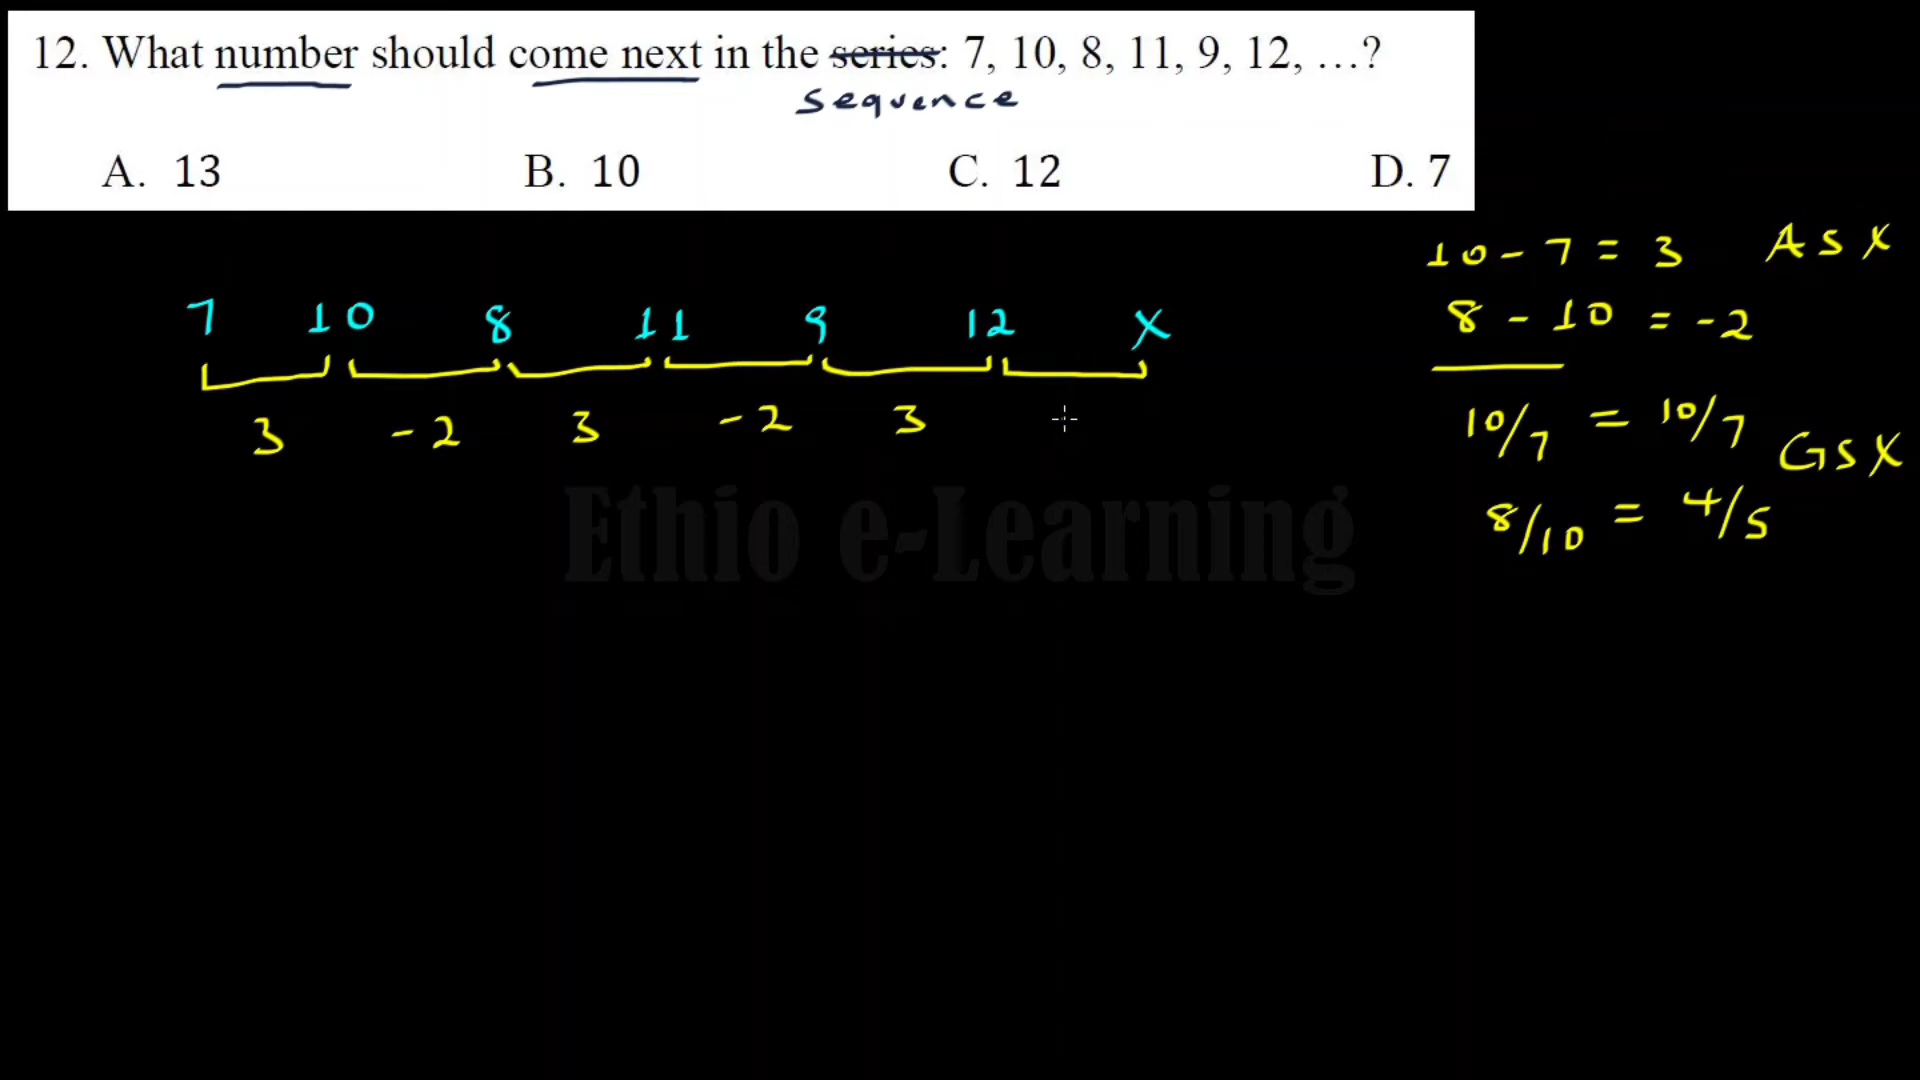 12. What number should come next in the series: 7, 10, 8, 11, 9, 12, …?
sequence
A. 13 B. 10 C. 12 D. 7
10 - 7 = 3 AS X
8 - 10 = -2
7 10 8 11 9 12 X
3 -2 3 -2 3
10/7 = 10/7 GS X
8/10 = 4/5
Ethio e-Learning